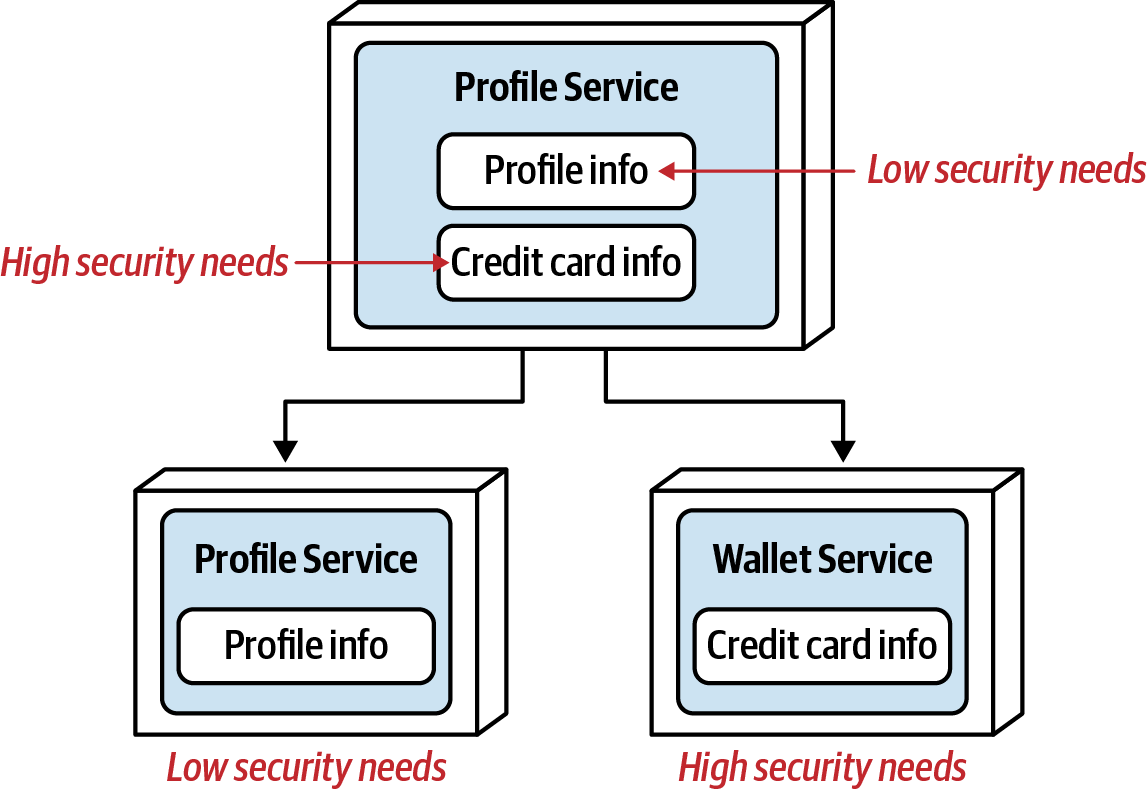 Profile Service
Profile info
Low security needs
High security needs
Credit card info
Profile Service
Profile info
Low security needs
Wallet Service
Credit card info
High security needs